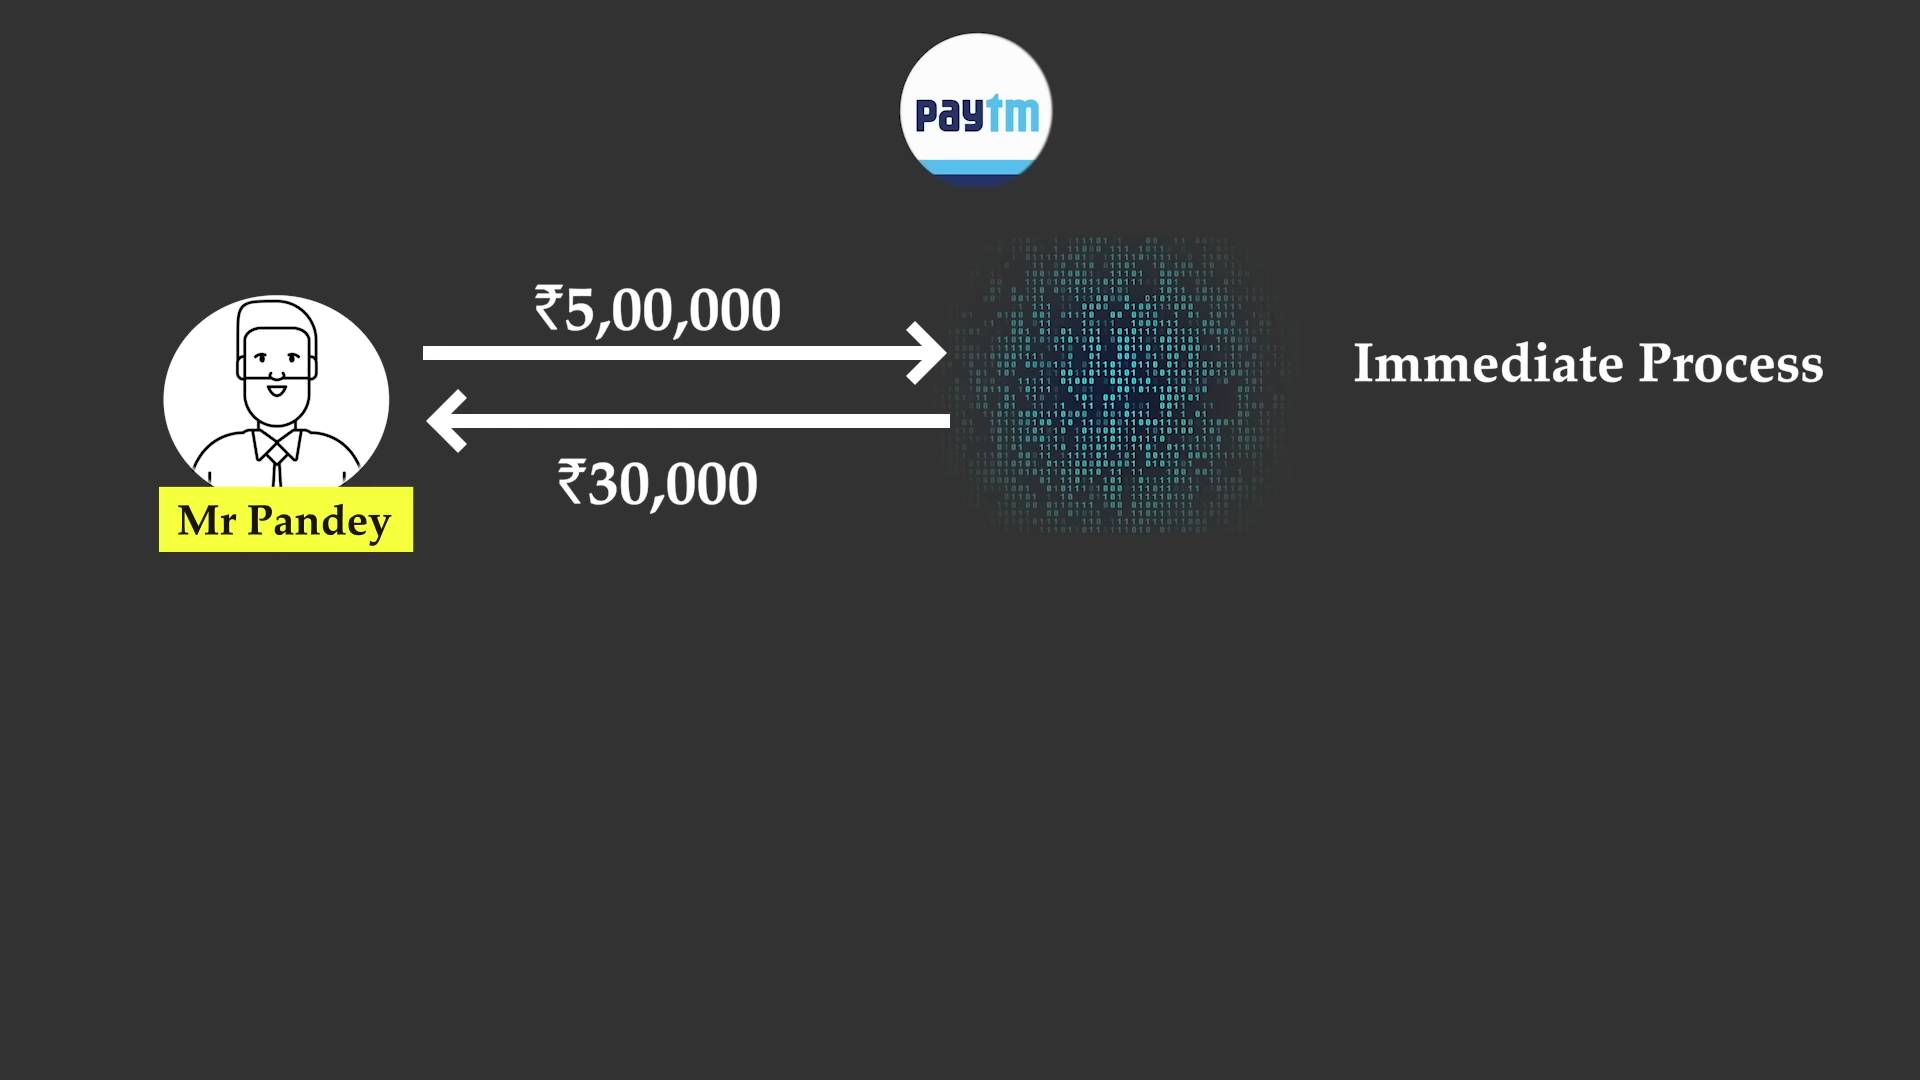 paytm
₹5,00,000
Immediate Process
₹30,000
Mr Pandey